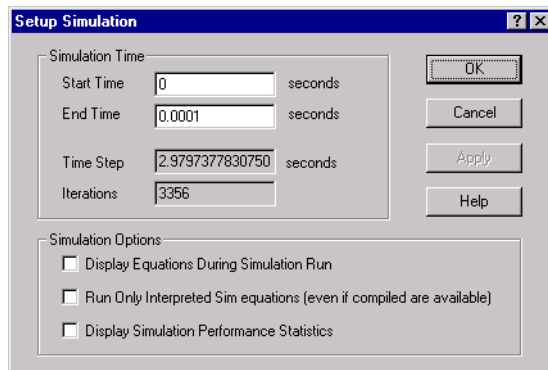 Setup Simulation
Simulation Time
Start Time 0 seconds
End Time 0.0001 seconds
Time Step 2.9797377830750 seconds
Iterations 3356
OK
Cancel
Apply
Help
Simulation Options
Display Equations During Simulation Run
Run Only Interpreted Sim equations (even if compiled are available)
Display Simulation Performance Statistics